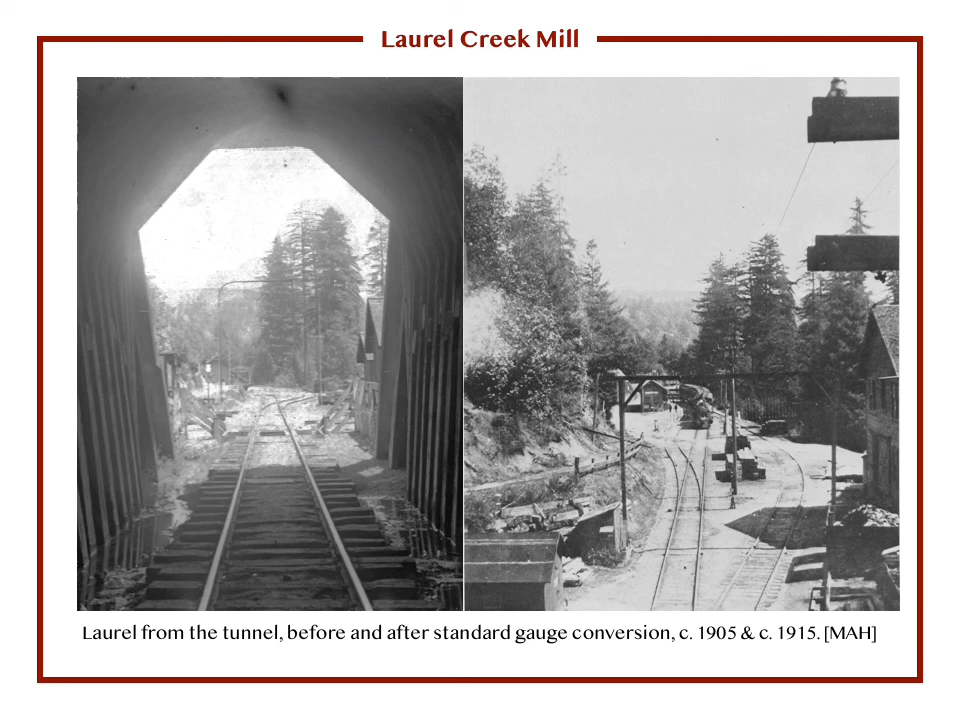 Laurel Creek Mill
Laurel from the tunnel, before and after standard gauge conversion, c. 1905 & c. 1915. [MAH]